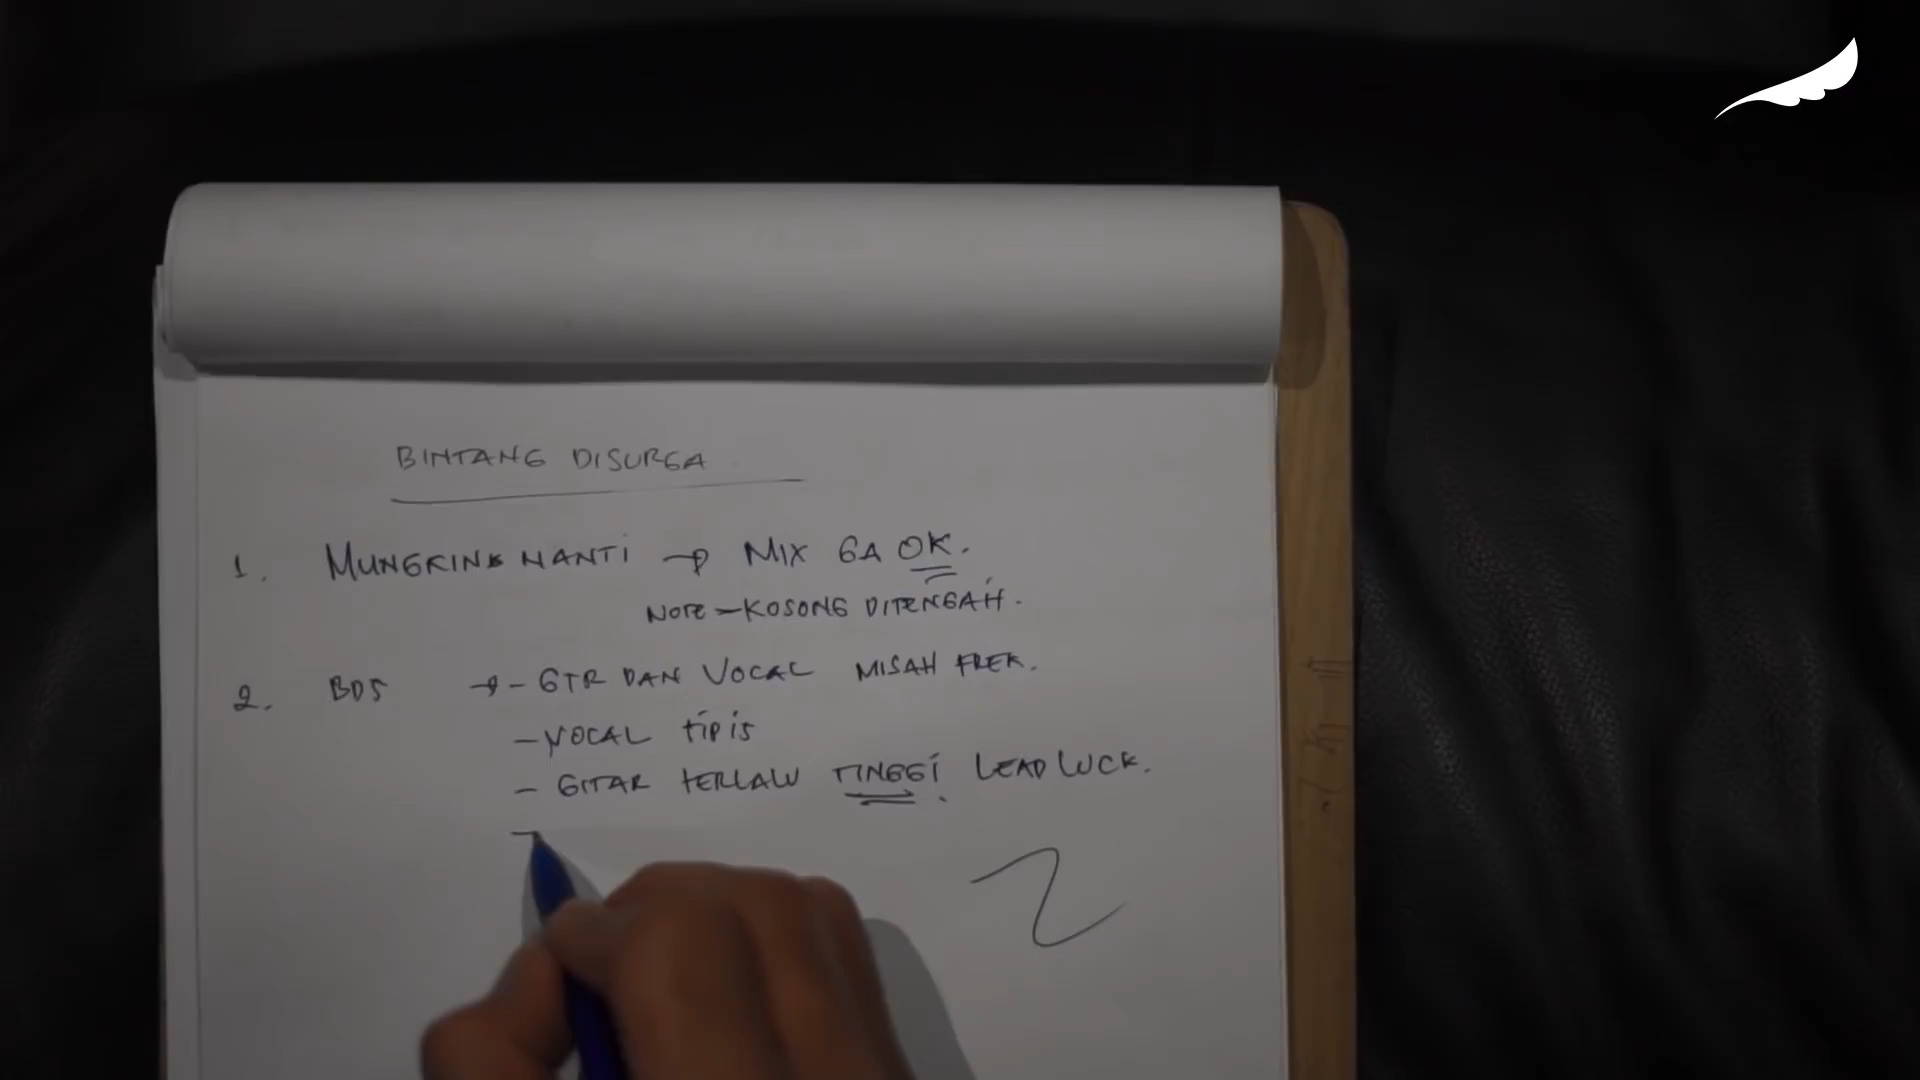 BINTANG DISURGA
1. MUNGKIN NANTI → MIX GA OK.
NOTE – KOSONG DITENGAH.
2. BDS → - GTR DAN VOCAL MISAH FREK.
- VOCAL tipis
- GITAR tERLALU TINGGI LEAD LUCK.
-